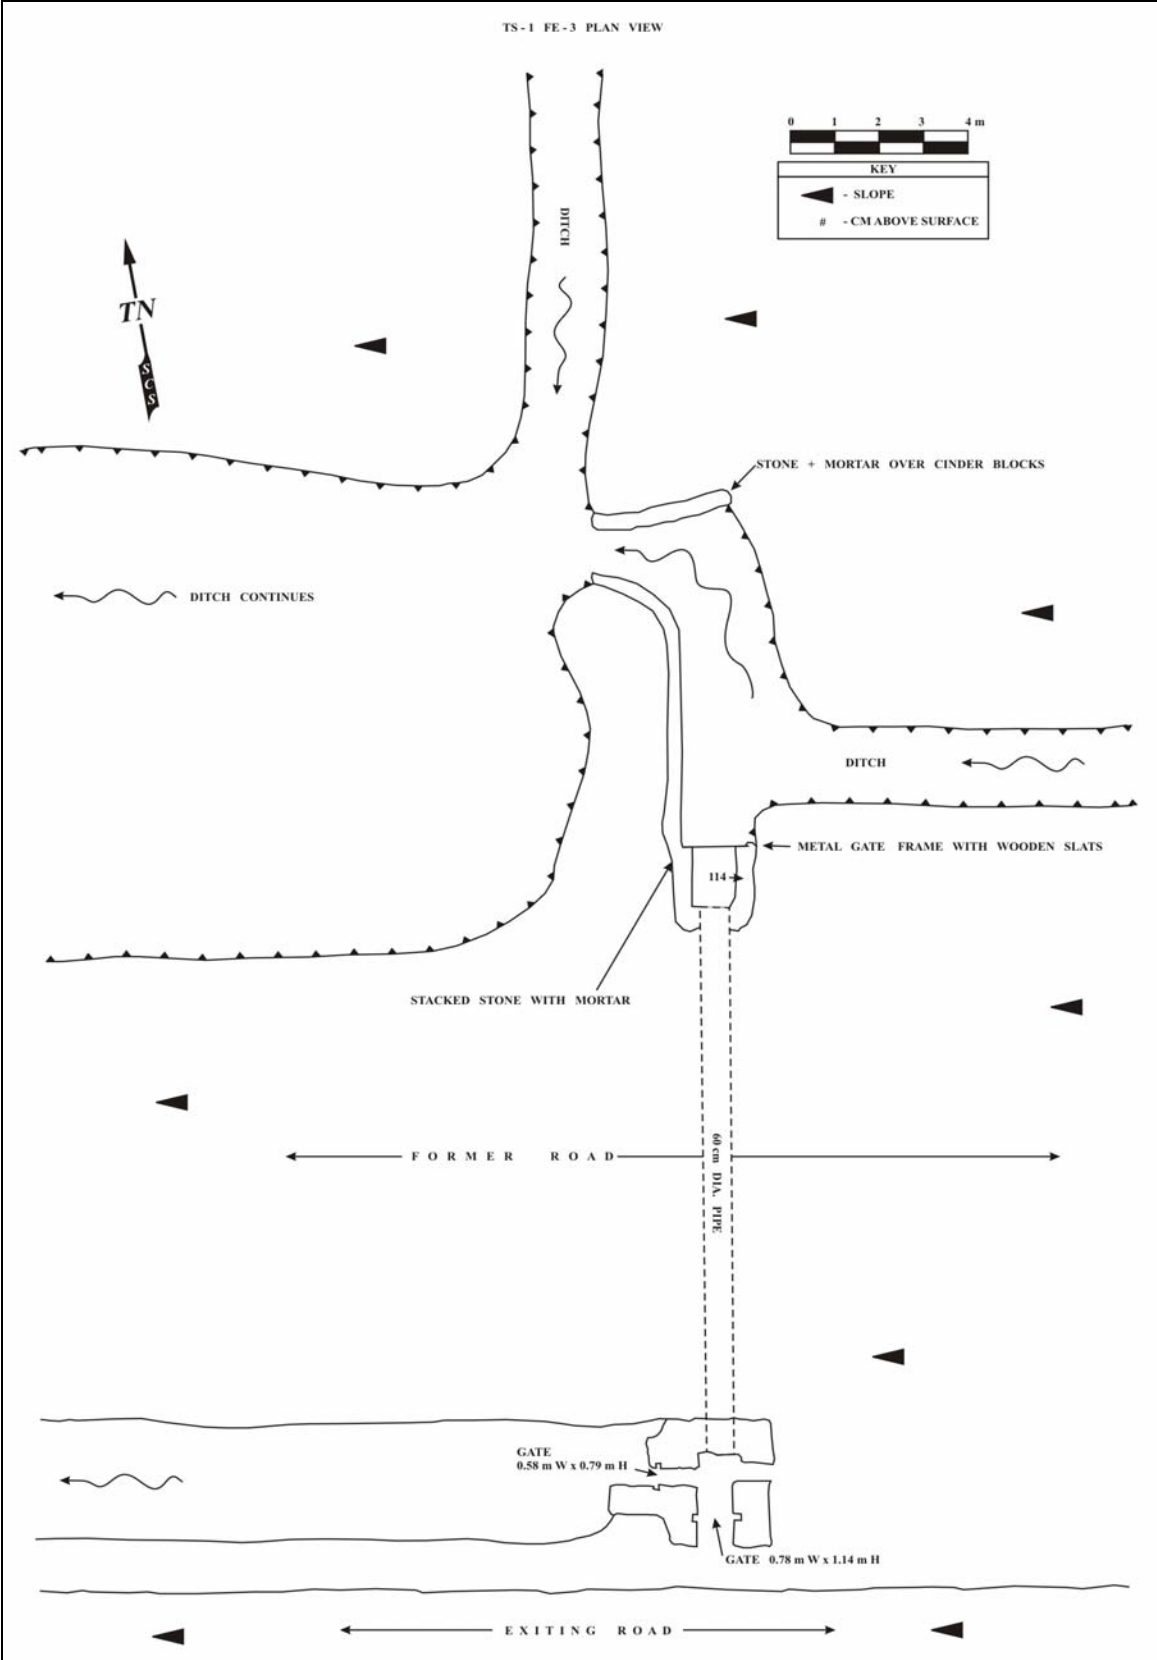 TS - 1 FE - 3 PLAN VIEW
0 1 2 3 4 m
KEY
- SLOPE
# - CM ABOVE SURFACE
DITCH
TN
SCS
STONE + MORTAR OVER CINDER BLOCKS
DITCH CONTINUES
DITCH
METAL GATE FRAME WITH WOODEN SLATS
114
STACKED STONE WITH MORTAR
FORMER ROAD
60 cm DIA. PIPE
GATE
0.58 m W x 0.79 m H
GATE 0.78 m W x 1.14 m H
EXITING ROAD